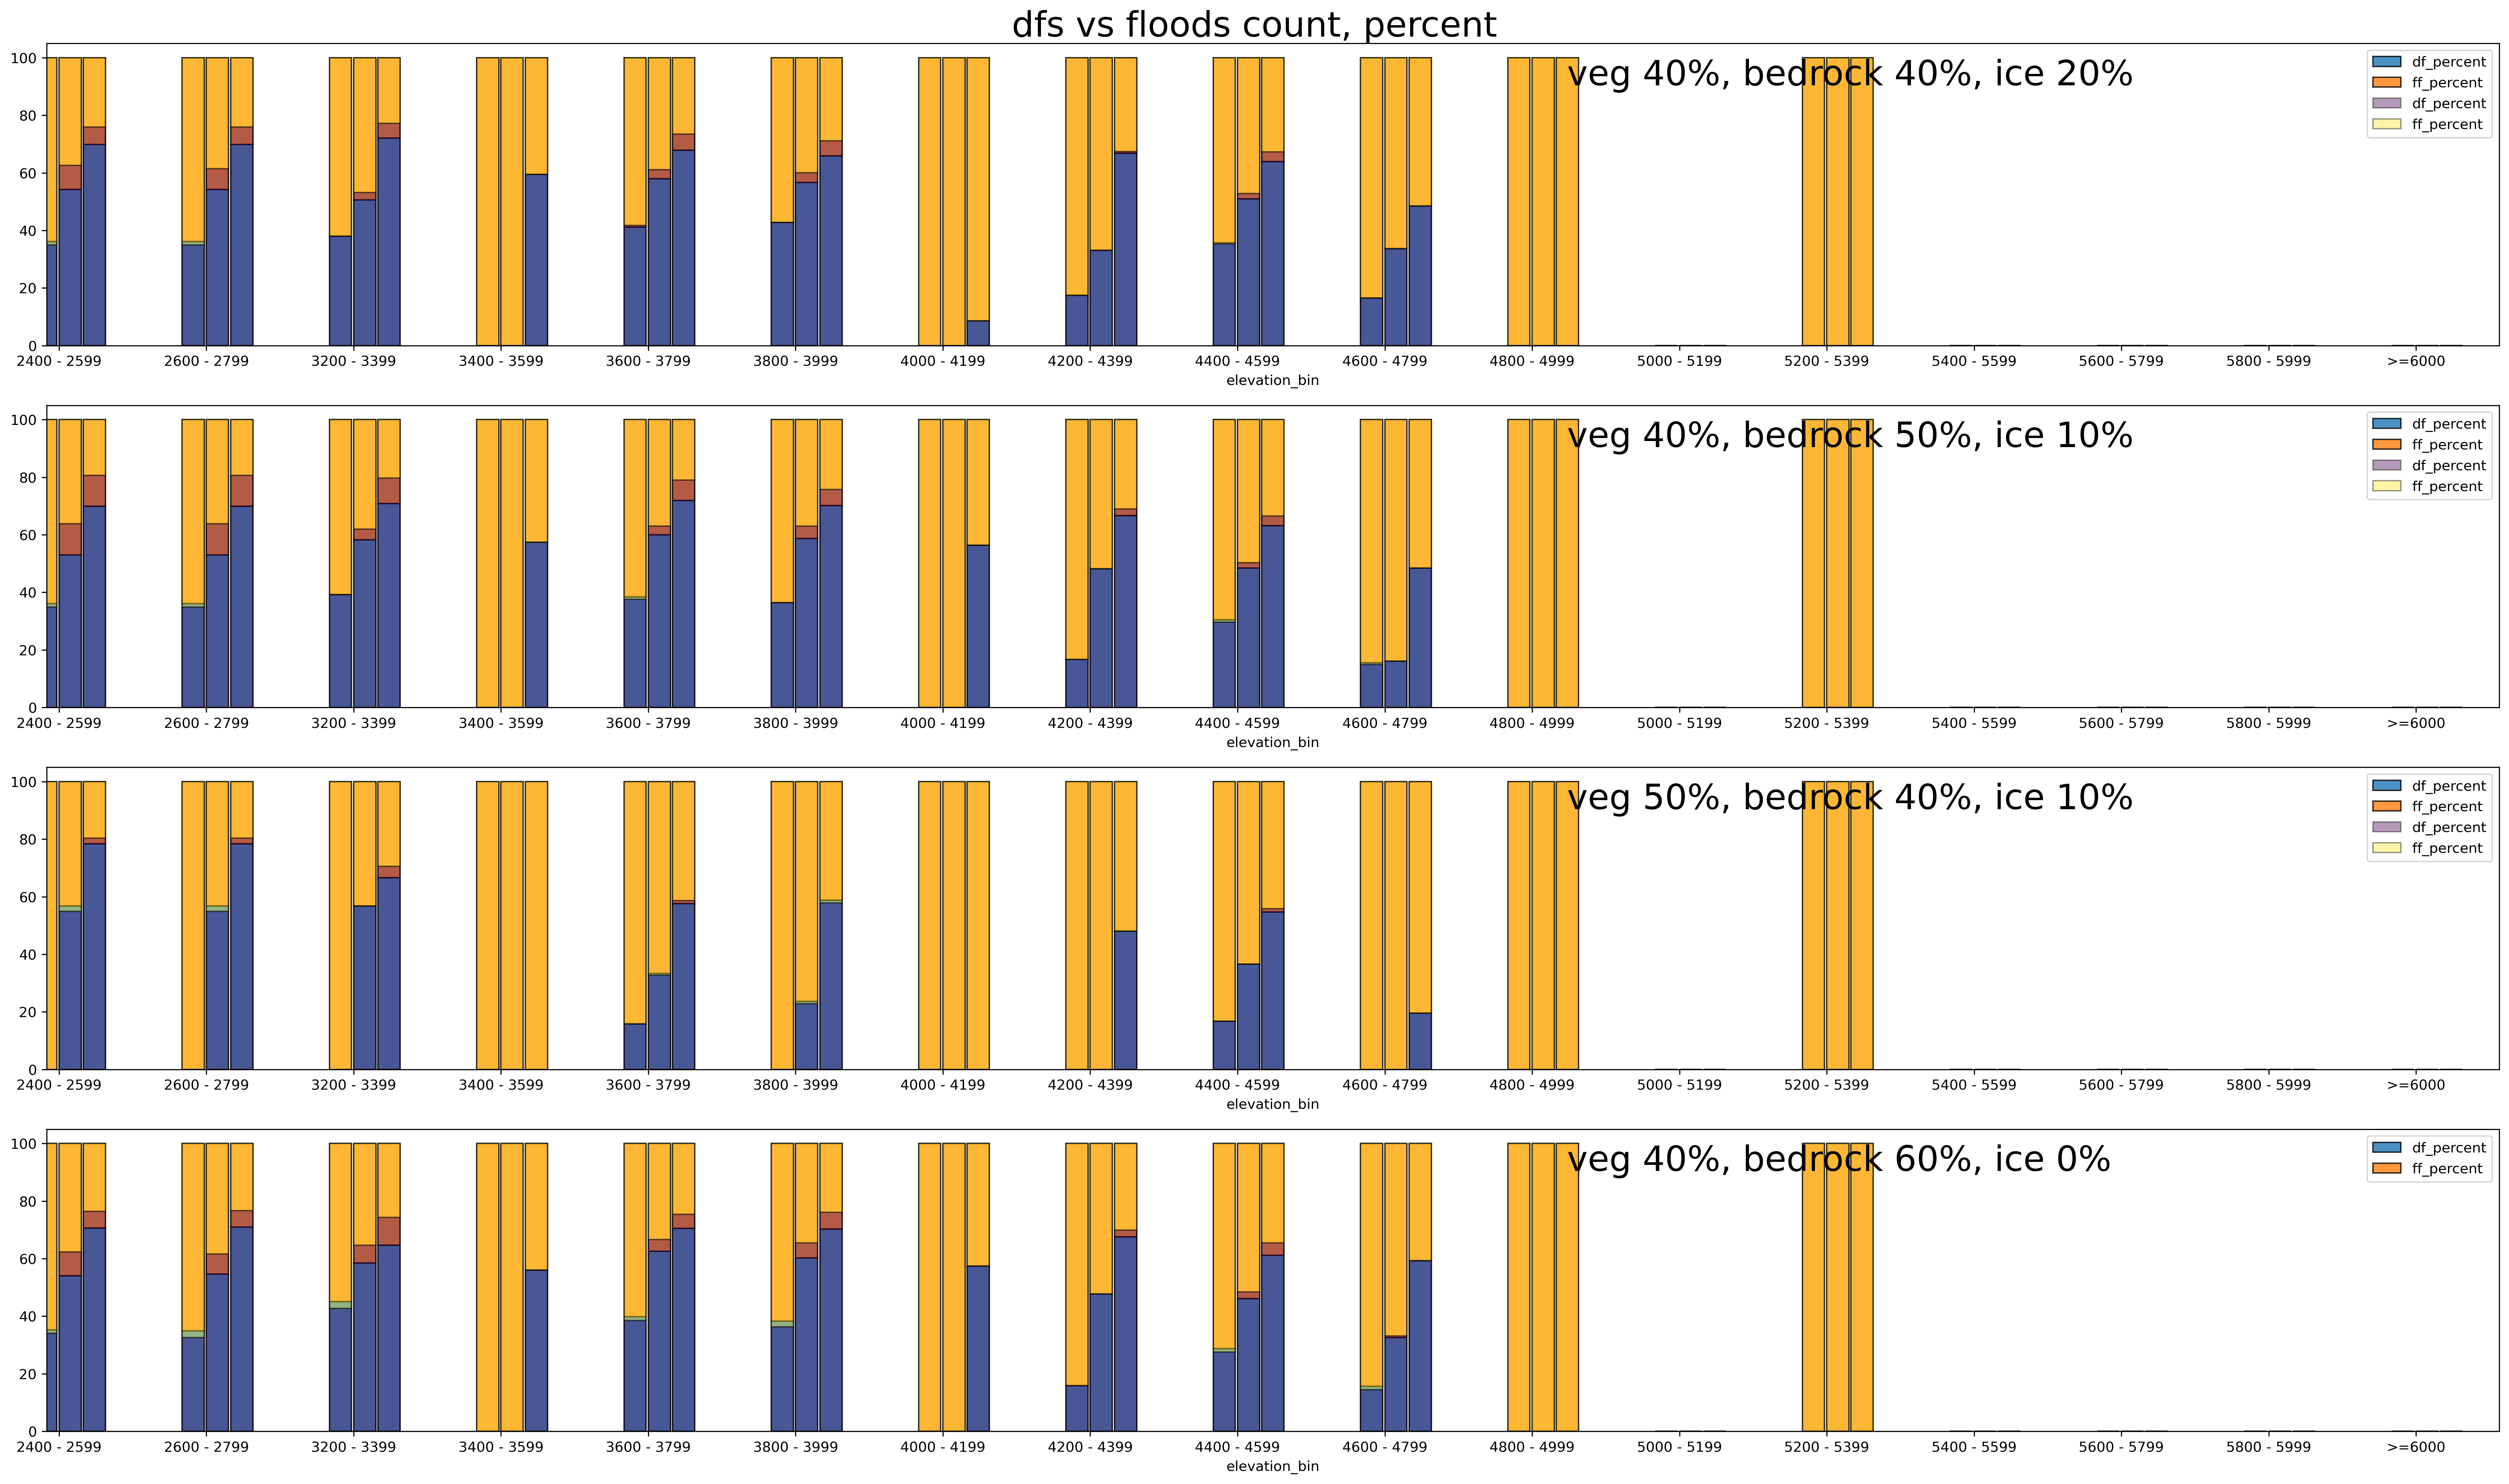 dfs vs floods count, percent
veg 40%, bedrock 40%, ice 20%
df_percent
ff_percent
df_percent
ff_percent
100
80
60
40
20
0
2400 - 2599 2600 - 2799 3200 - 3399 3400 - 3599 3600 - 3799 3800 - 3999 4000 - 4199 4200 - 4399 4400 - 4599 4600 - 4799 4800 - 4999 5000 - 5199 5200 - 5399 5400 - 5599 5600 - 5799 5800 - 5999 >=6000
elevation_bin
veg 40%, bedrock 50%, ice 10%
df_percent
ff_percent
df_percent
ff_percent
100
80
60
40
20
0
2400 - 2599 2600 - 2799 3200 - 3399 3400 - 3599 3600 - 3799 3800 - 3999 4000 - 4199 4200 - 4399 4400 - 4599 4600 - 4799 4800 - 4999 5000 - 5199 5200 - 5399 5400 - 5599 5600 - 5799 5800 - 5999 >=6000
elevation_bin
veg 50%, bedrock 40%, ice 10%
df_percent
ff_percent
df_percent
ff_percent
100
80
60
40
20
0
2400 - 2599 2600 - 2799 3200 - 3399 3400 - 3599 3600 - 3799 3800 - 3999 4000 - 4199 4200 - 4399 4400 - 4599 4600 - 4799 4800 - 4999 5000 - 5199 5200 - 5399 5400 - 5599 5600 - 5799 5800 - 5999 >=6000
elevation_bin
veg 40%, bedrock 60%, ice 0%
df_percent
ff_percent
100
80
60
40
20
0
2400 - 2599 2600 - 2799 3200 - 3399 3400 - 3599 3600 - 3799 3800 - 3999 4000 - 4199 4200 - 4399 4400 - 4599 4600 - 4799 4800 - 4999 5000 - 5199 5200 - 5399 5400 - 5599 5600 - 5799 5800 - 5999 >=6000
elevation_bin